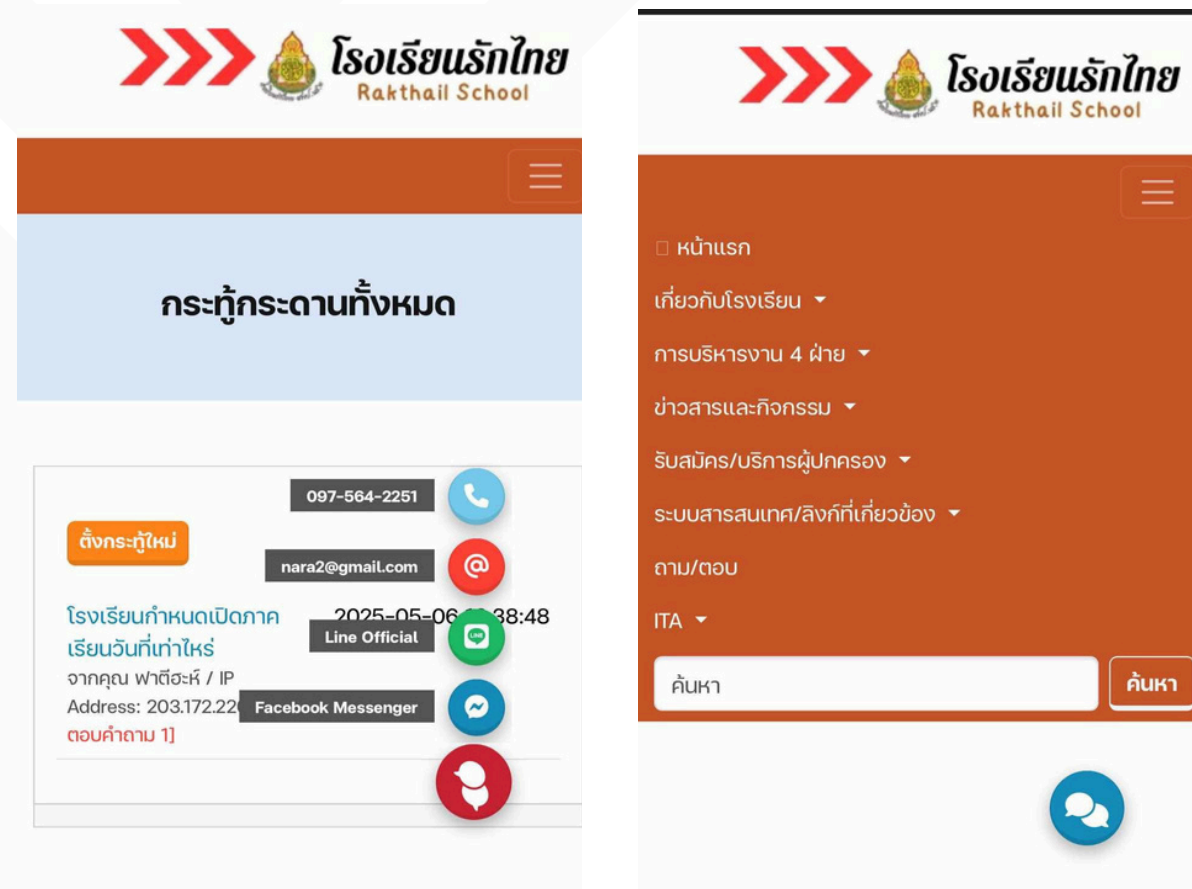 โรงเรียนรักไทย
Rakthail School
กระทู้กระดานทั้งหมด
097-564-2251
ตั้งกระทู้ใหม่
nara2@gmail.com
โรงเรียนกำหนดเปิดภาค
2025-05-06 38:48
เรียนวันที่เท่าไหร่
Line Official
จากคุณ ฟาตีฮะห์ / IP
Address: 203.172.22
Facebook Messenger
ตอบคำถาม 1]
โรงเรียนรักไทย
Rakthail School
หน้าแรก
เกี่ยวกับโรงเรียน
การบริหารงาน 4 ฝ่าย
ข่าวสารและกิจกรรม
รับสมัคร/บริการผู้ปกครอง
ระบบสารสนเทศ/ลิงก์ที่เกี่ยวข้อง
ถาม/ตอบ
ITA
ค้นหา
ค้นหา